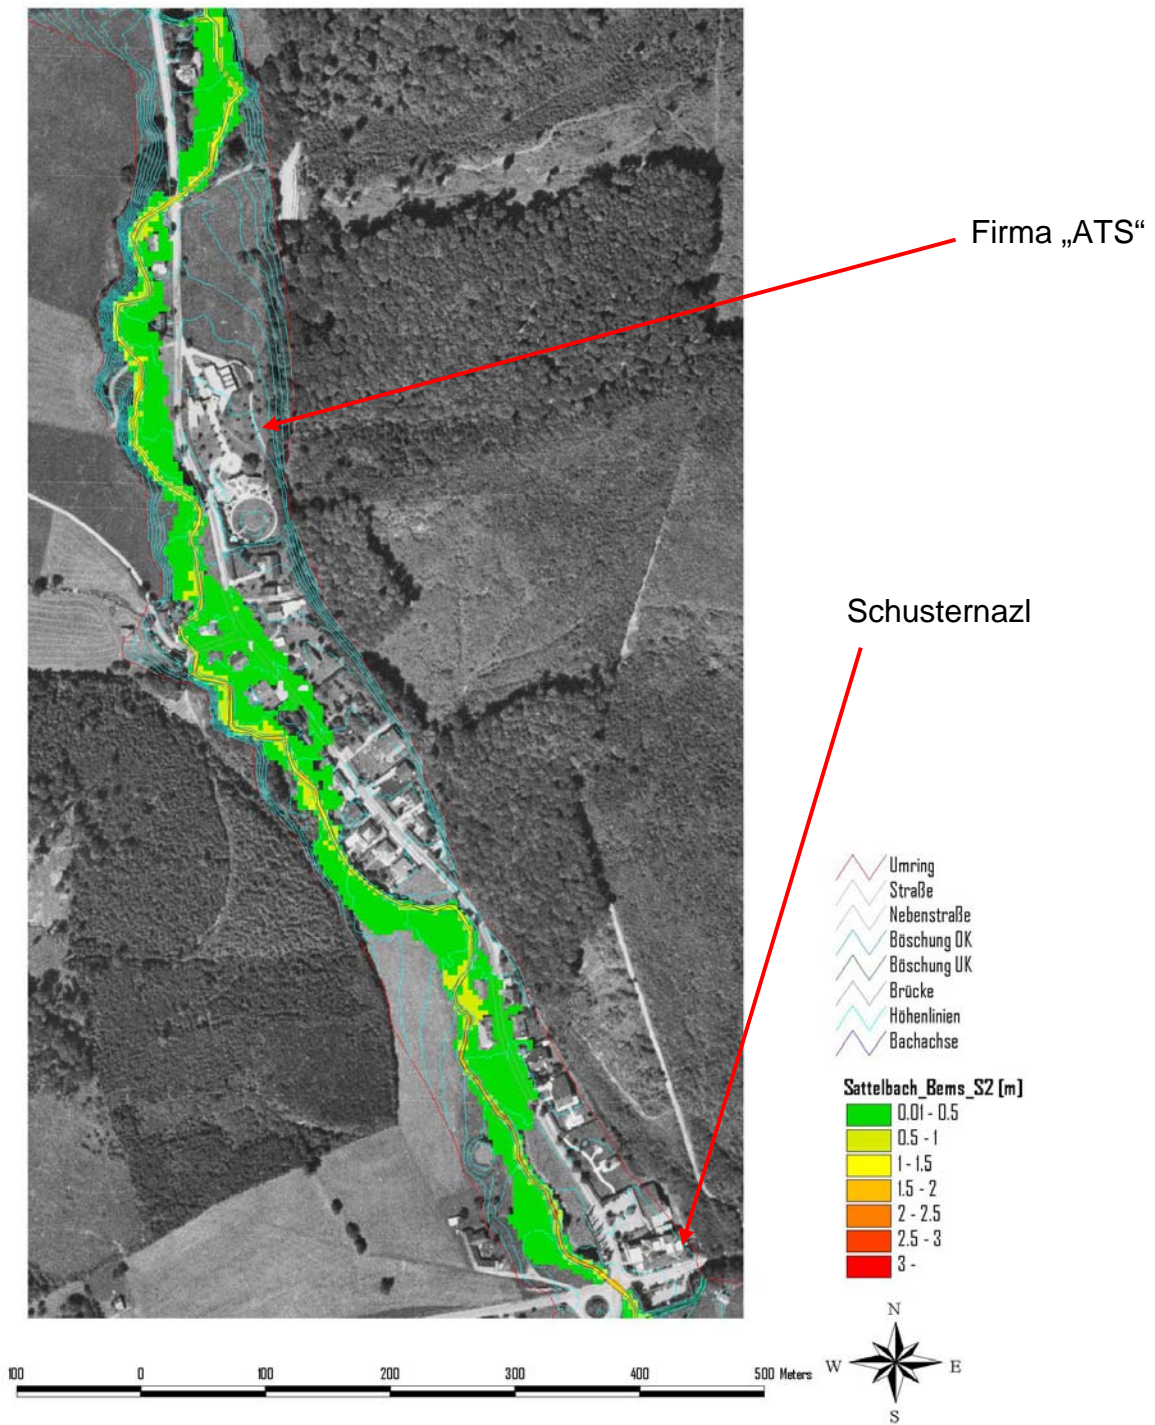 Firma „ATS“
Schusternazl
Umring
Straße
Nebenstraße
Böschung OK
Böschung UK
Brücke
Höhenlinien
Bachachse
Sattelbach_Bems_S2 [m]
0.01 - 0.5
0.5 - 1
1 - 1.5
1.5 - 2
2 - 2.5
2.5 - 3
3 -
N
W E
S
100 0 100 200 300 400 500 Meters